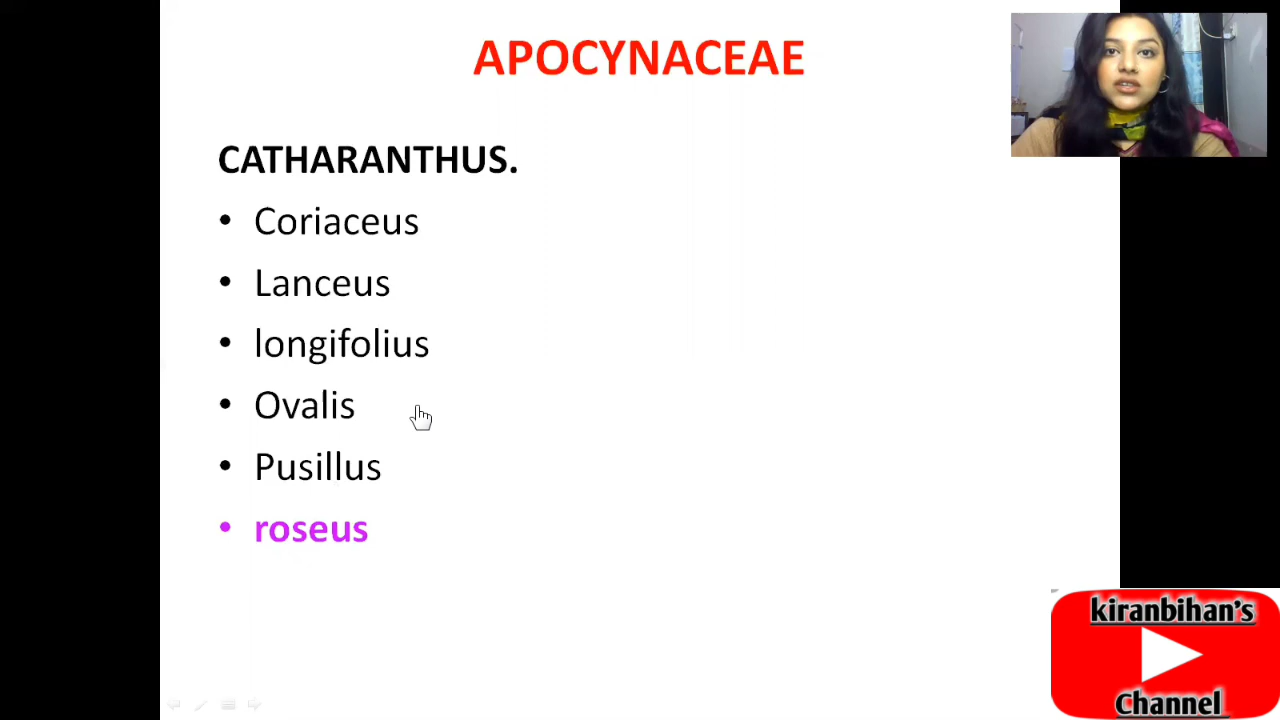 APOCYNACEAE
CATHARANTHUS.
• Coriaceus
• Lanceus
• longifolius
• Ovalis
• Pusillus
• roseus
kiranbihan's
Channel